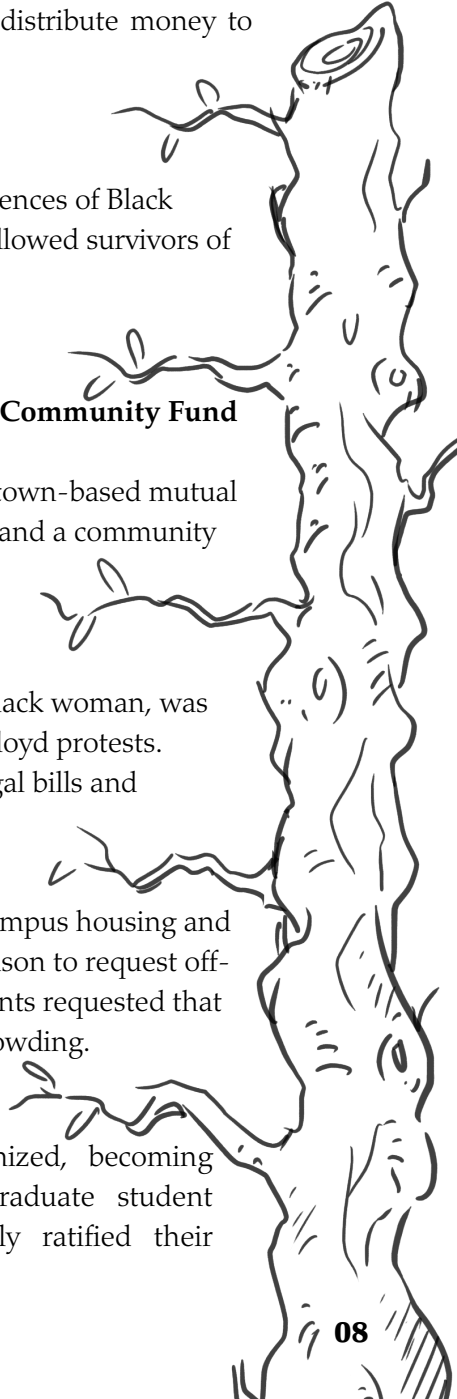 distribute money to
ences of Black
llowed survivors of
Community Fund
town-based mutual
and a community
lack woman, was
loyd protests.
gal bills and
ampus housing and
son to request off-
nts requested that
owding.
nized, becoming
raduate student
ly ratified their
08